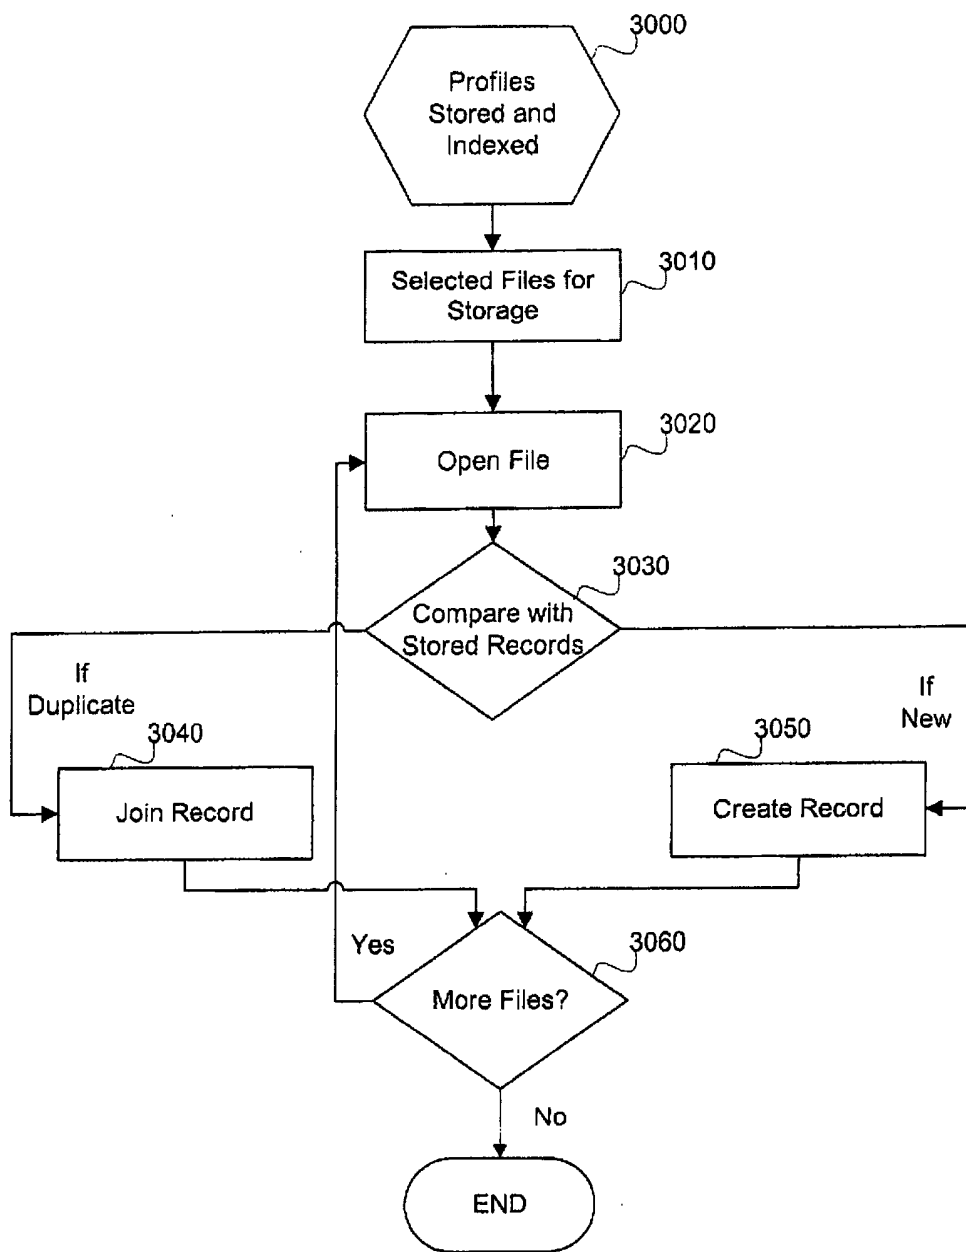 3000
Profiles
Stored and
Indexed
3010
Selected Files for
Storage
3020
Open File
3030
Compare with
Stored Records
If
Duplicate
If
New
3040
Join Record
3050
Create Record
Yes
3060
More Files?
No
END